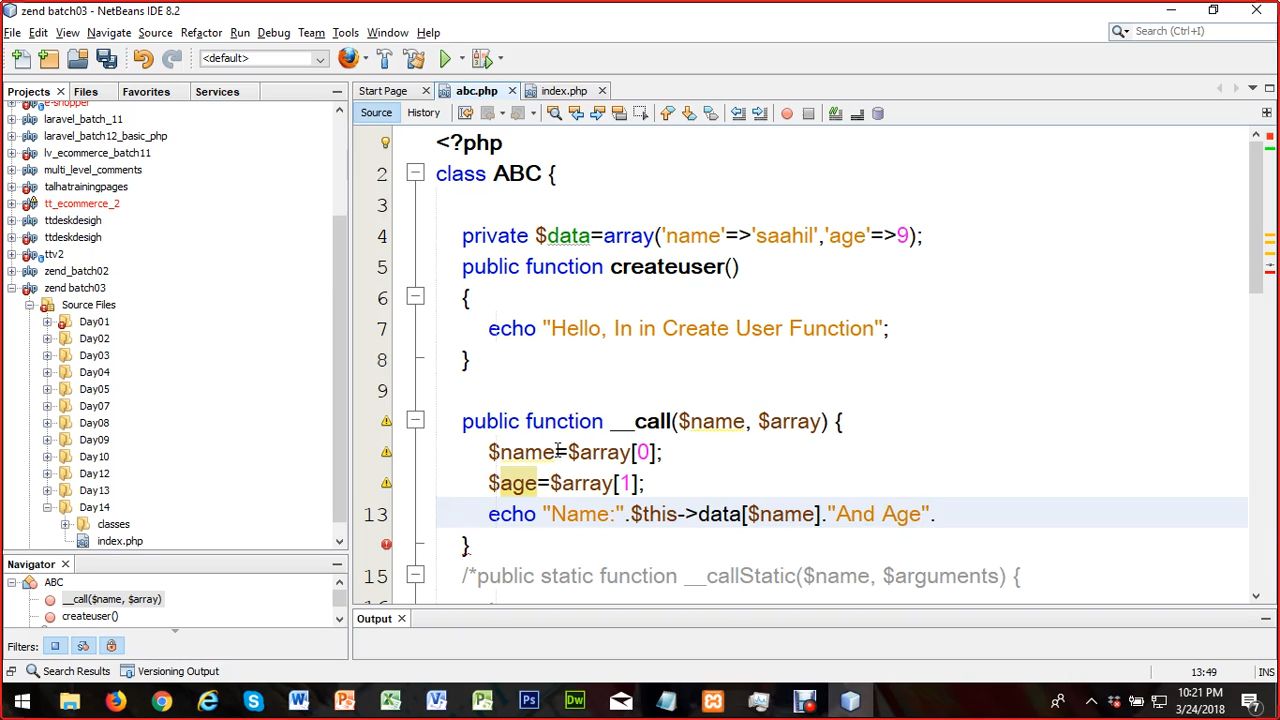 zend batch03 - NetBeans IDE 8.2
File Edit View Navigate Source Refactor Run Debug Team Tools Window Help
Search (Ctrl+I)
<default>
Projects Files Favorites Services
Start Page abc.php index.php
Source History
e-shopper
laravel_batch_11
laravel_batch12_basic_php
lv_ecommerce_batch11
multi_level_comments
talhatrainingpages
tt_ecommerce_2
ttdeskdesigh
ttdeskdesigh
ttv2
zend_batch02
zend batch03
Source Files
Day01
Day02
Day03
Day04
Day05
Day07
Day08
Day09
Day10
Day12
Day13
Day14
classes
index.php
<?php
2 class ABC {
3
4 private $data=array('name'=>'saahil','age'=>9);
5 public function createuser()
6 {
7 echo "Hello, In in Create User Function";
8 }
9
public function __call($name, $array) {
$name=$array[0];
$age=$array[1];
13 echo "Name:".$this->data[$name]."And Age".
}
15 /*public static function __callStatic($name, $arguments) {
Navigator
ABC
__call($name, $array)
createuser()
Filters:
Output
Search Results Versioning Output
13:49 INS
10:21 PM
3/24/2018
7